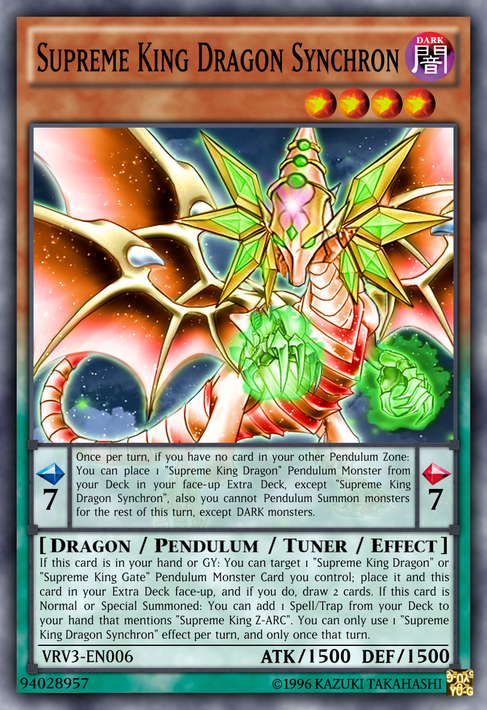 SUPREME KING DRAGON SYNCHRON
DARK
闇
Once per turn, if you have no card in your other Pendulum Zone:
You can place 1 "Supreme King Dragon" Pendulum Monster from
your Deck in your face-up Extra Deck, except "Supreme King
Dragon Synchron", also you cannot Pendulum Summon monsters
for the rest of this turn, except DARK monsters.
7
7
[ DRAGON / PENDULUM / TUNER / EFFECT ]
If this card is in your hand or GY: You can target 1 "Supreme King Dragon" or
"Supreme King Gate" Pendulum Monster Card you control; place it and this
card in your Extra Deck face-up, and if you do, draw 2 cards. If this card is
Normal or Special Summoned: You can add 1 Spell/Trap from your Deck to
your hand that mentions "Supreme King Z-ARC". You can only use 1 "Supreme
King Dragon Synchron" effect per turn, and only once that turn.
VRV3-EN006
ATK/1500 DEF/1500
94028957
©1996 KAZUKI TAKAHASHI